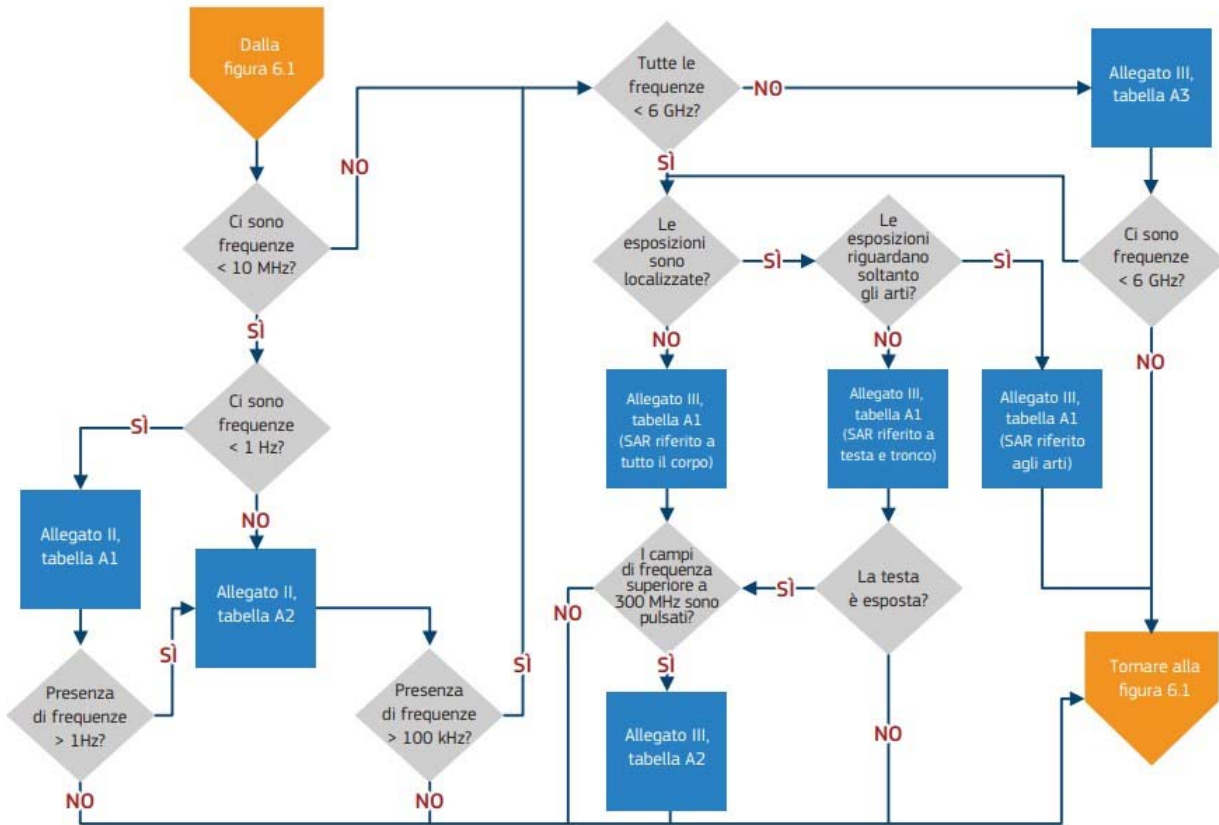 Dalla
figura 6.1
Ci sono
frequenze
< 10 MHz?
NO
SÌ
Ci sono
frequenze
< 1 Hz?
SÌ
NO
Allegato II,
tabella A1
Allegato II,
tabella A2
Presenza
di frequenze
> 1Hz?
SÌ
NO
Presenza
di frequenze
> 100 kHz?
SÌ
NO
Tutte le
frequenze
< 6 GHz?
NO
SÌ
Allegato III,
tabella A3
Ci sono
frequenze
< 6 GHz?
NO
Le
esposizioni
sono
localizzate?
SÌ
NO
Le
esposizioni
riguardano
soltanto
gli arti?
SÌ
NO
Allegato III,
tabella A1
(SAR riferito a
tutto il corpo)
Allegato III,
tabella A1
(SAR riferito a
testa e tronco)
Allegato III,
tabella A1
(SAR riferito
agli arti)
I campi
di frequenza
superiore a
300 MHz sono
pulsati?
NO
SÌ
La testa
è esposta?
SÌ
NO
Allegato III,
tabella A2
Tornare alla
figura 6.1